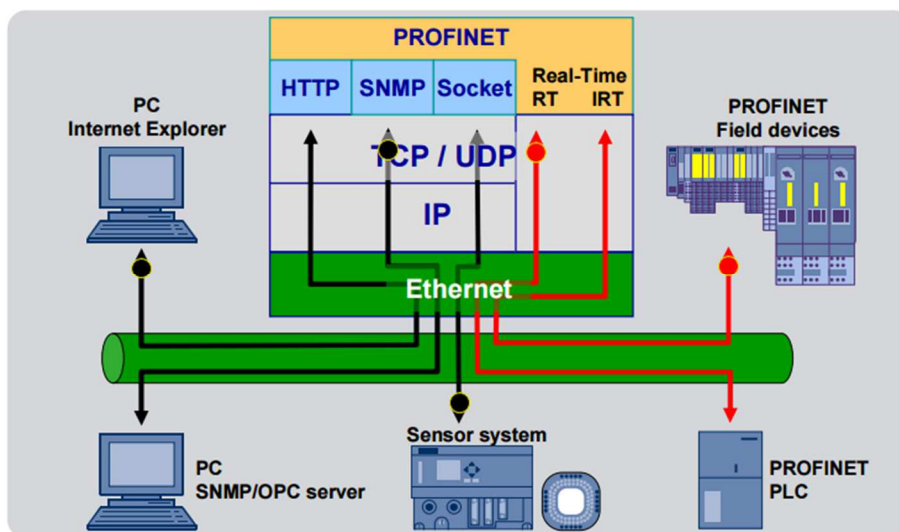 PROFINET
HTTP SNMP Socket
Real-Time
RT IRT
PC
Internet Explorer
PROFINET
Field devices
TCP / UDP
IP
Ethernet
Sensor system
PC
SNMP/OPC server
PROFINET
PLC